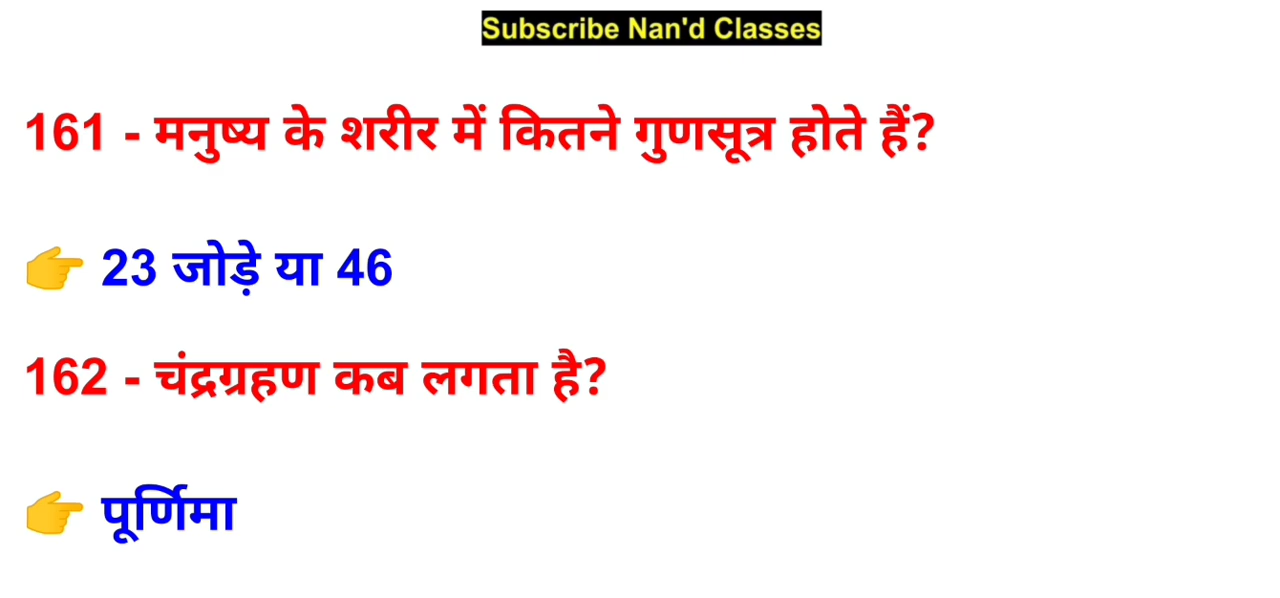 Subscribe Nan'd Classes
161 - मनुष्य के शरीर में कितने गुणसूत्र होते हैं?
👉 23 जोड़े या 46
162 - चंद्रग्रहण कब लगता है?
👉 पूर्णिमा